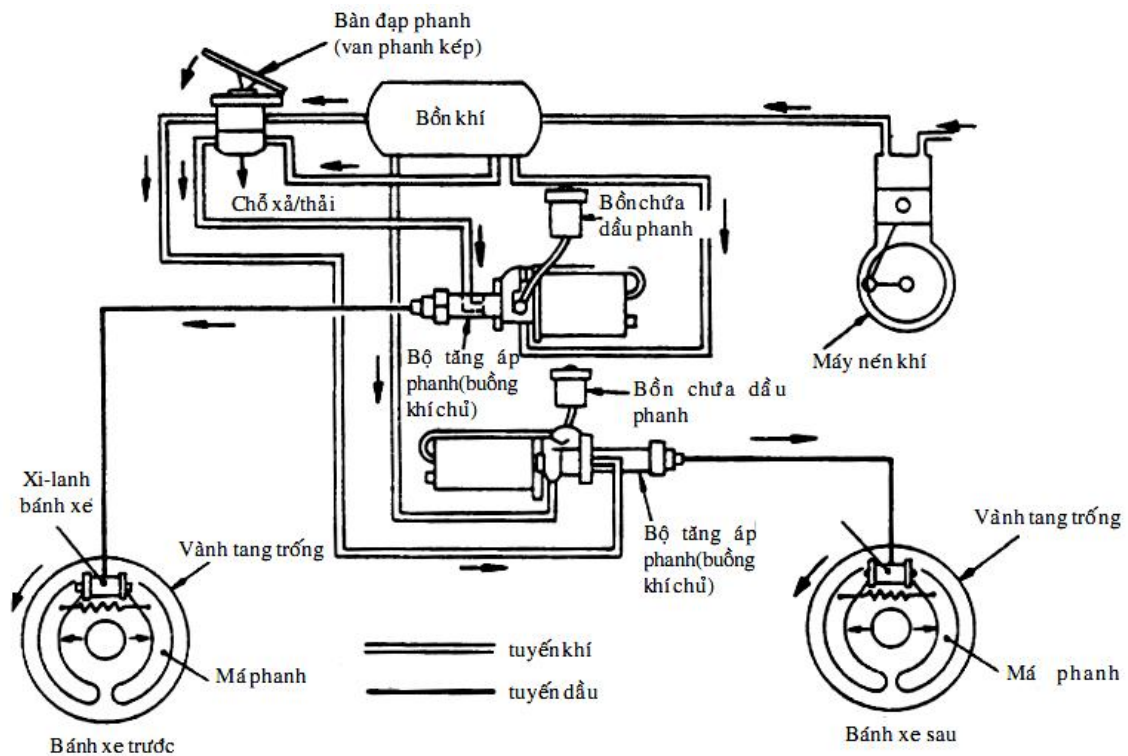 Bàn đạp phanh
(van phanh kép)
Bồn khí
Chỗ xả/thải
Bồn chứa
dầu phanh
Máy nén khí
Bộ tăng áp
phanh(buồng
khí chủ)
Bồn chưa dầu
phanh
Xi-lanh
bánh xe
Vành tang trống
Bộ tăng áp
phanh(buồng
khí chủ)
Vành tang trống
tuyến khí
Má phanh
tuyến dầu
Má phanh
Bánh xe trước
Bánh xe sau